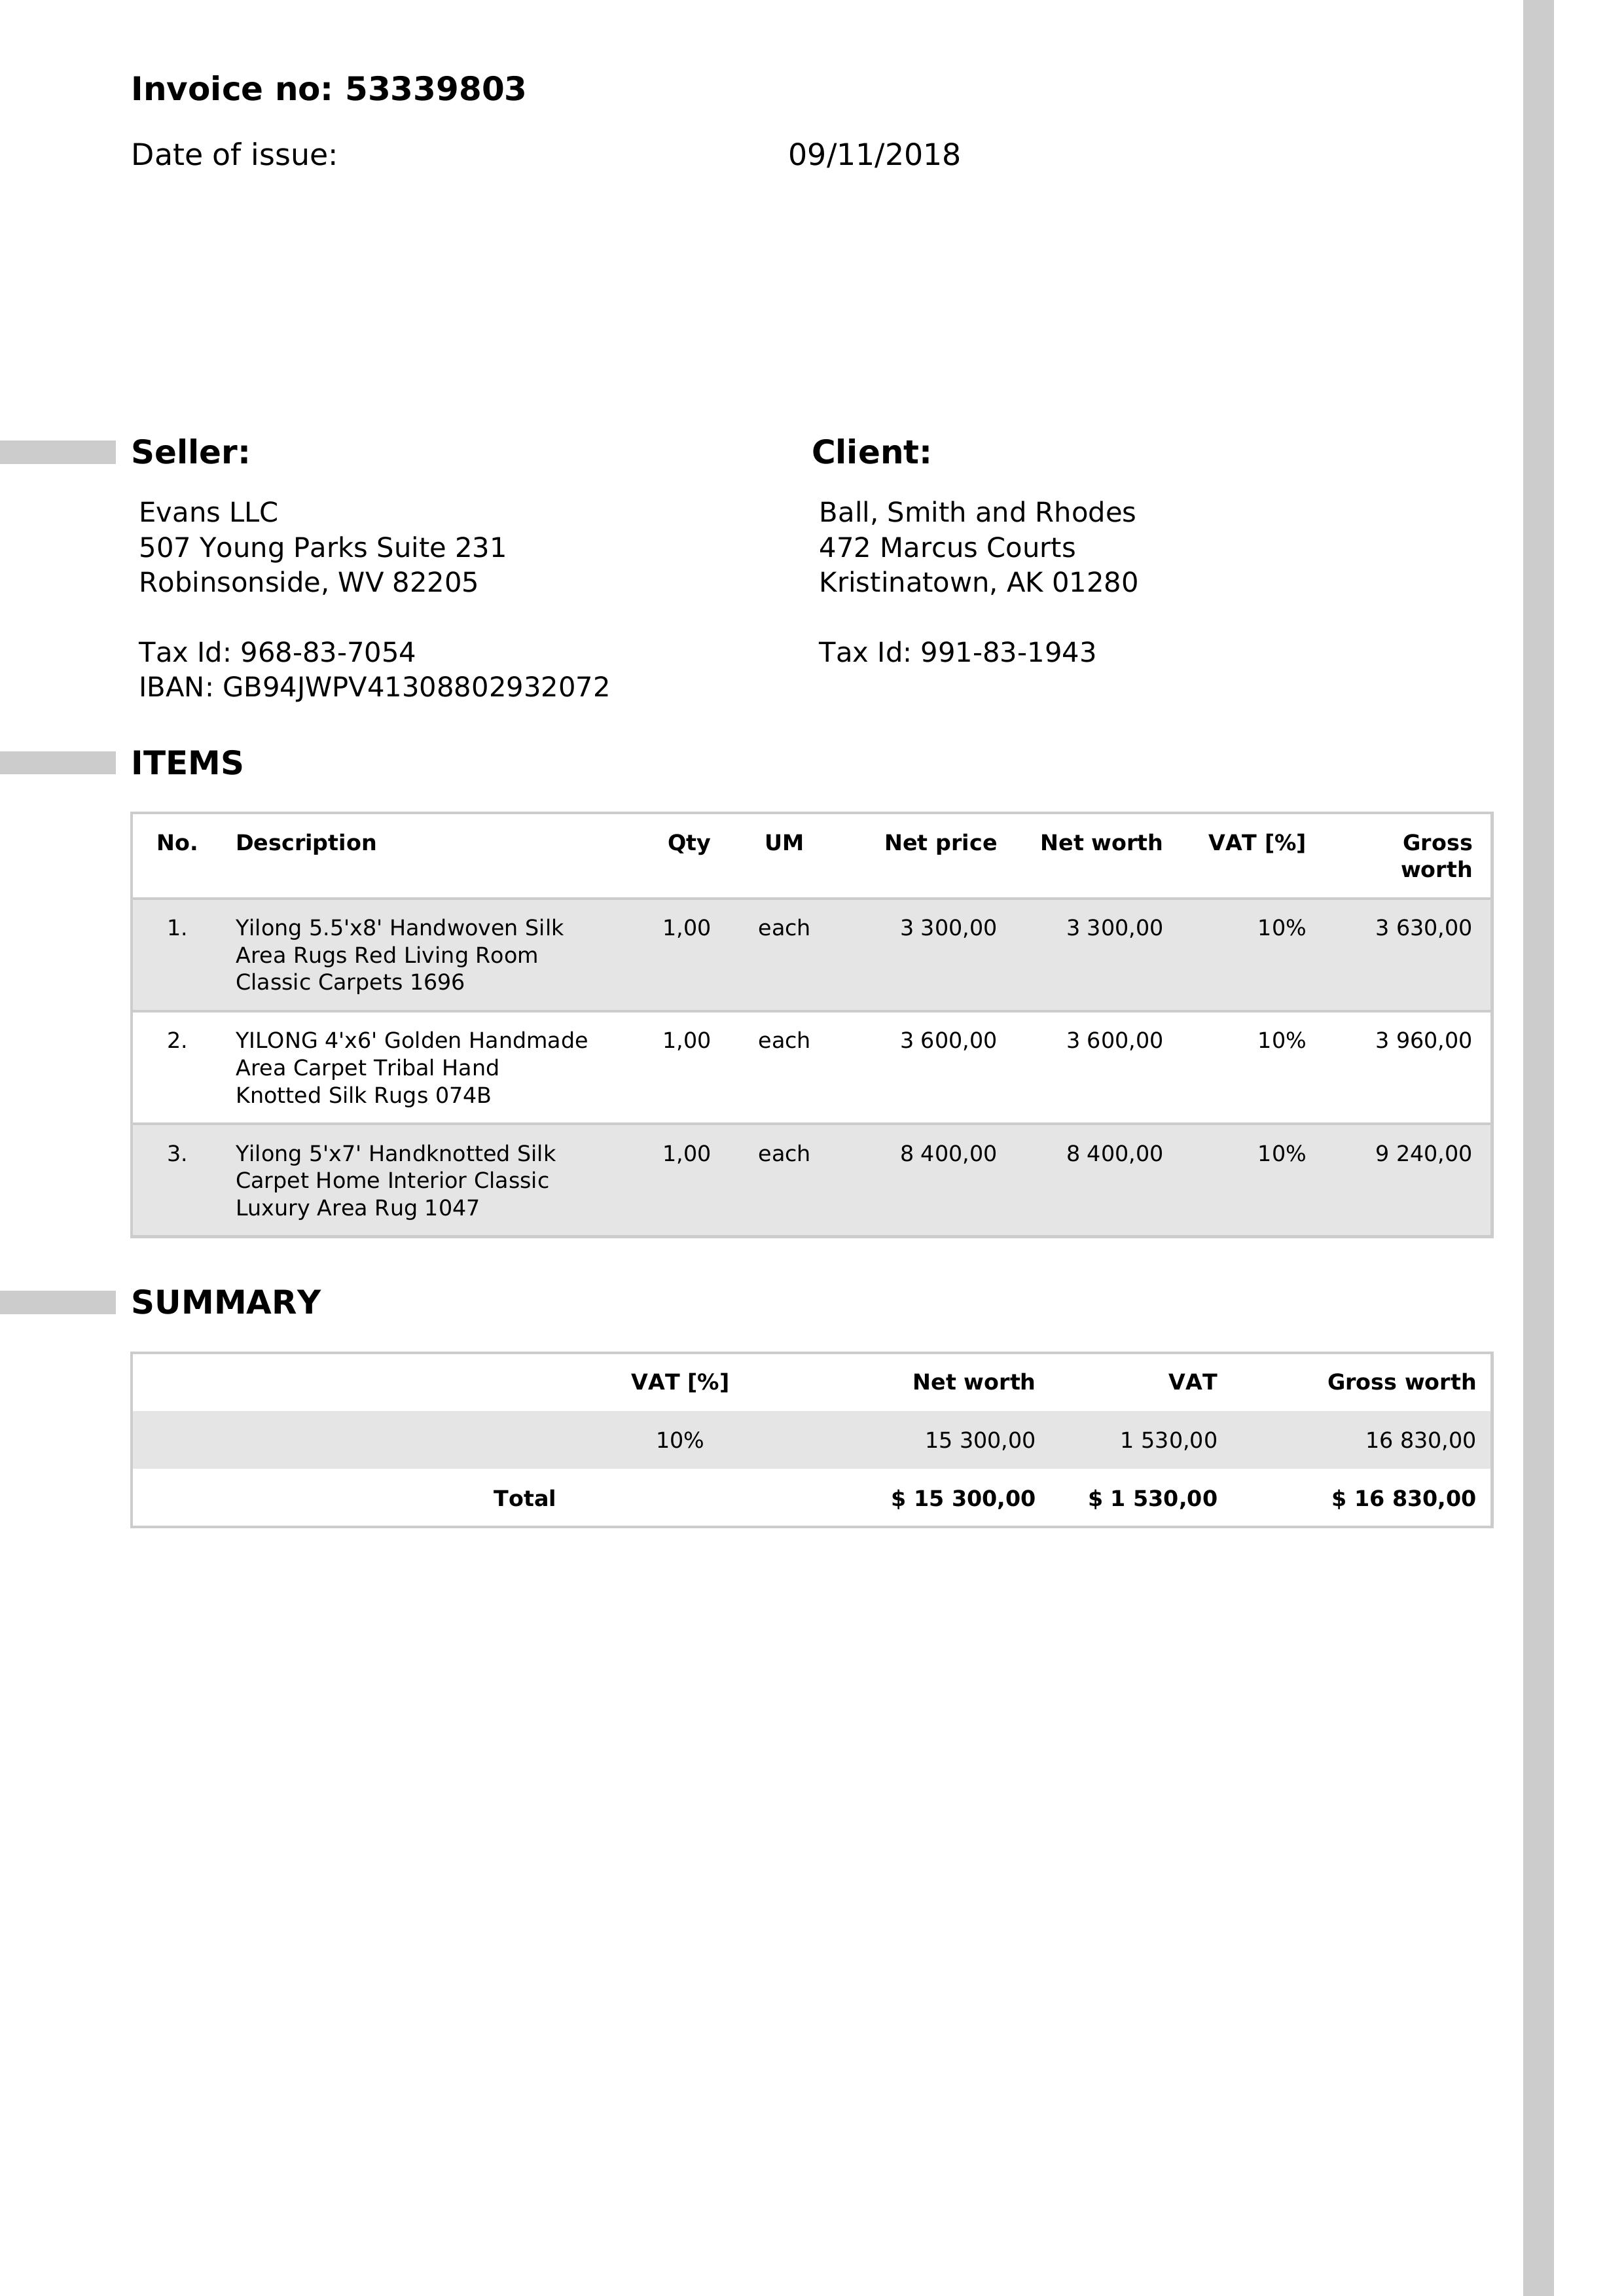 Invoice no: 53339803
Date of issue: 09/11/2018
Seller:
Evans LLC
507 Young Parks Suite 231
Robinsonside, WV 82205
Tax Id: 968-83-7054
IBAN: GB94JWPV41308802932072
Client:
Ball, Smith and Rhodes
472 Marcus Courts
Kristinatown, AK 01280
Tax Id: 991-83-1943
ITEMS
No. Description Qty UM Net price Net worth VAT [%] Gross
worth
1. Yilong 5.5'x8' Handwoven Silk 1,00 each 3 300,00 3 300,00 10% 3 630,00
Area Rugs Red Living Room
Classic Carpets 1696
2. YILONG 4'x6' Golden Handmade 1,00 each 3 600,00 3 600,00 10% 3 960,00
Area Carpet Tribal Hand
Knotted Silk Rugs 074B
3. Yilong 5'x7' Handknotted Silk 1,00 each 8 400,00 8 400,00 10% 9 240,00
Carpet Home Interior Classic
Luxury Area Rug 1047
SUMMARY
VAT [%] Net worth VAT Gross worth
10% 15 300,00 1 530,00 16 830,00
Total $ 15 300,00 $ 1 530,00 $ 16 830,00